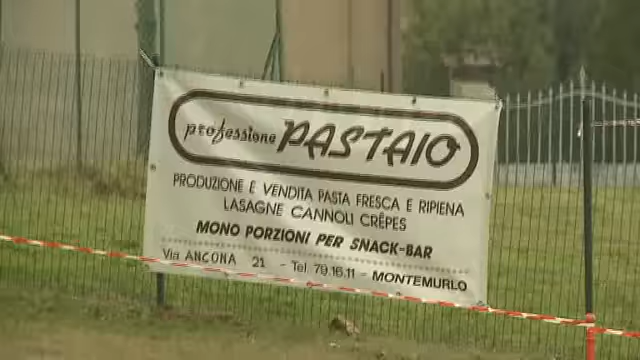 professione PASTAIO
PRODUZIONE E VENDITA PASTA FRESCA E RIPIENA
LASAGNE CANNOLI CRÊPES
MONO PORZIONI PER SNACK-BAR
Via ANCONA 21 - Tel. 79.16.11 - MONTEMURLO